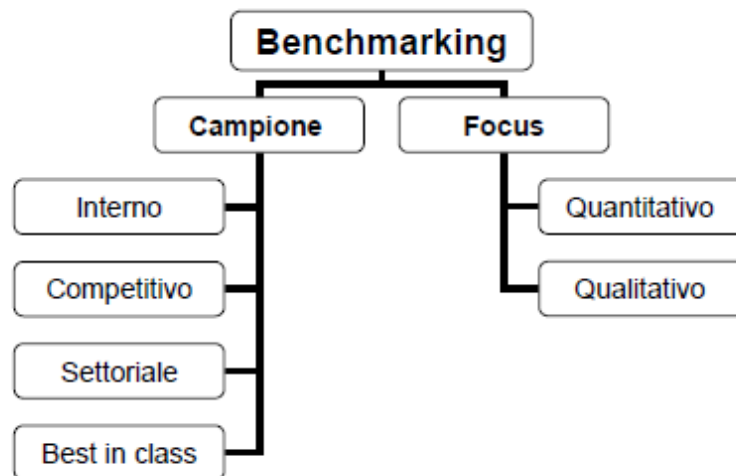 Benchmarking
Campione
Focus
Interno
Competitivo
Settoriale
Best in class
Quantitativo
Qualitativo